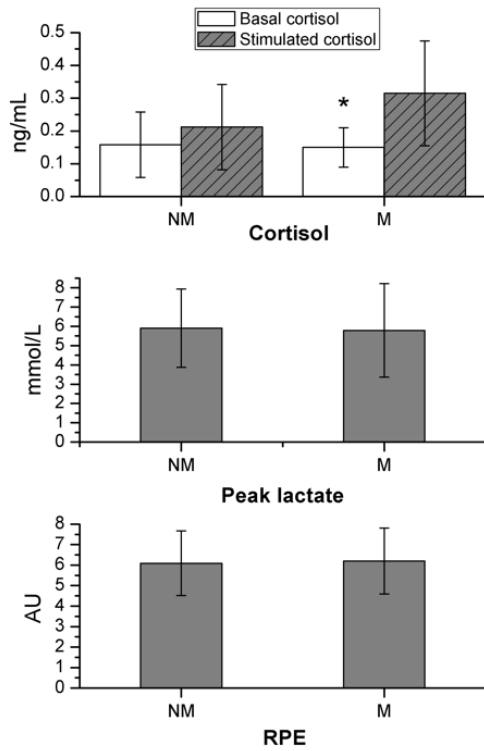 Basal cortisol
Stimulated cortisol
0.5
0.4
0.3
0.2
0.1
0.0
ng/mL
*
NM
M
Cortisol
8
7
6
5
4
3
2
1
0
mmol/L
NM
M
Peak lactate
8
7
6
5
4
3
2
1
0
AU
NM
M
RPE